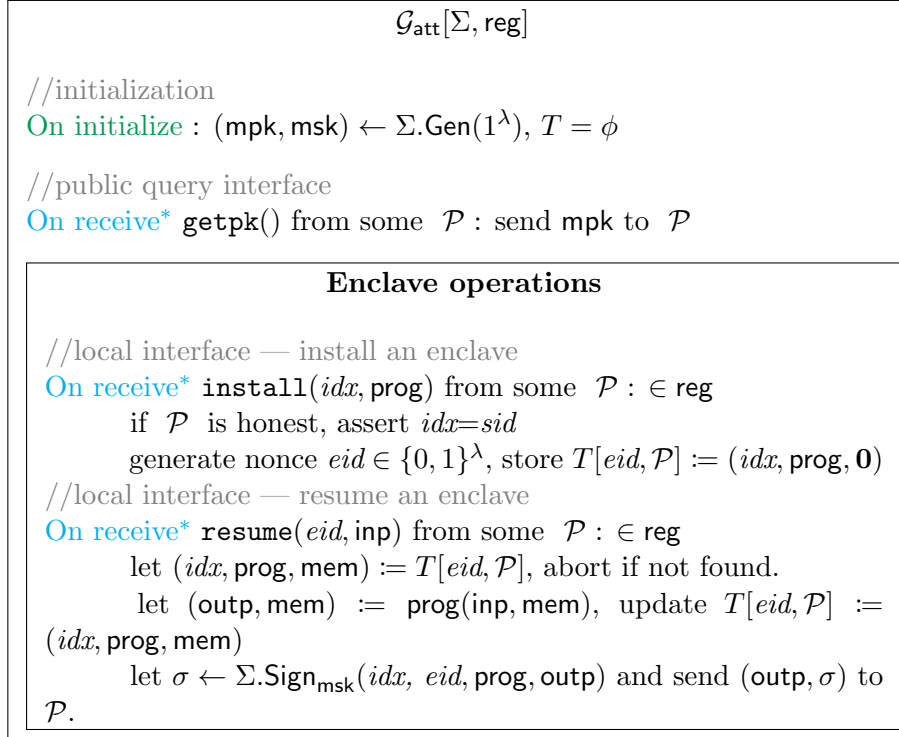 𝒢att[Σ, reg]
//initialization
On initialize : (mpk, msk) ← Σ.Gen(1^λ), T = ϕ
//public query interface
On receive* getpk() from some 𝒫 : send mpk to 𝒫
Enclave operations
//local interface — install an enclave
On receive* install(idx, prog) from some 𝒫 : ∈ reg
if 𝒫 is honest, assert idx=sid
generate nonce eid ∈ {0, 1}^λ, store T[eid, 𝒫] := (idx, prog, 0)
//local interface — resume an enclave
On receive* resume(eid, inp) from some 𝒫 : ∈ reg
let (idx, prog, mem) := T[eid, 𝒫], abort if not found.
let (outp, mem) := prog(inp, mem), update T[eid, 𝒫] :=
(idx, prog, mem)
let σ ← Σ.Sign_msk(idx, eid, prog, outp) and send (outp, σ) to
𝒫.